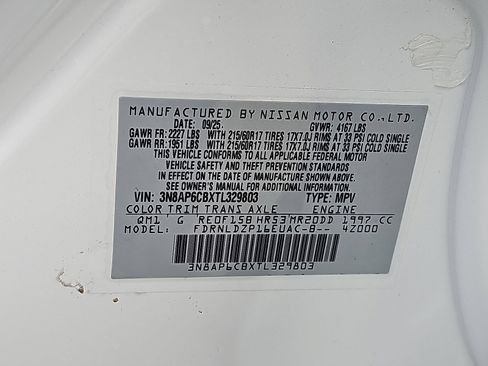 MANUFACTURED BY NISSAN MOTOR CO., LTD.
DATE: 09/25 GVWR: 4167 LBS
GAWR FR: 2227 LBS WITH 215/60R17 TIRES 17X7.0J RIMS AT 33 PSI COLD SINGLE
GAWR RR: 1951 LBS WITH 215/60R17 TIRES 17X7.0J RIMS AT 33 PSI COLD SINGLE
THIS VEHICLE CONFORMS TO ALL APPLICABLE FEDERAL MOTOR
VEHICLE SAFETY AND THEFT PREVENTION STANDARDS
IN EFFECT ON THE DATE OF MANUFACTURE SHOWN ABOVE.
SEE OWNER'S MANUAL FOR ADDITIONAL INFORMATION.
VIN: 3N8AP6CBXTL329803 TYPE: MPV
COLOR TRIM TRANS AXLE ENGINE
QM1 G RE0F15B HR53 MR20DD 1997 CC
FDRNLDZP16EUAC-B-- 4Z000
3N8AP6CBXTL329803